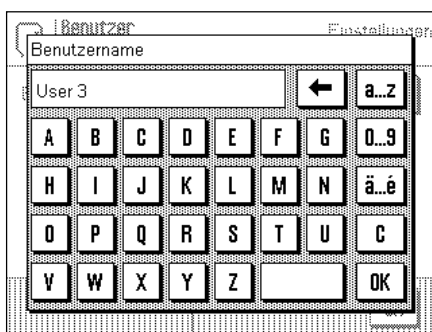 Benutzer Einstellungen
Benutzername
User 3 a...z
A B C D E F G 0...9
H I J K L M N ä...é
O P Q R S T U C
V W X Y Z OK